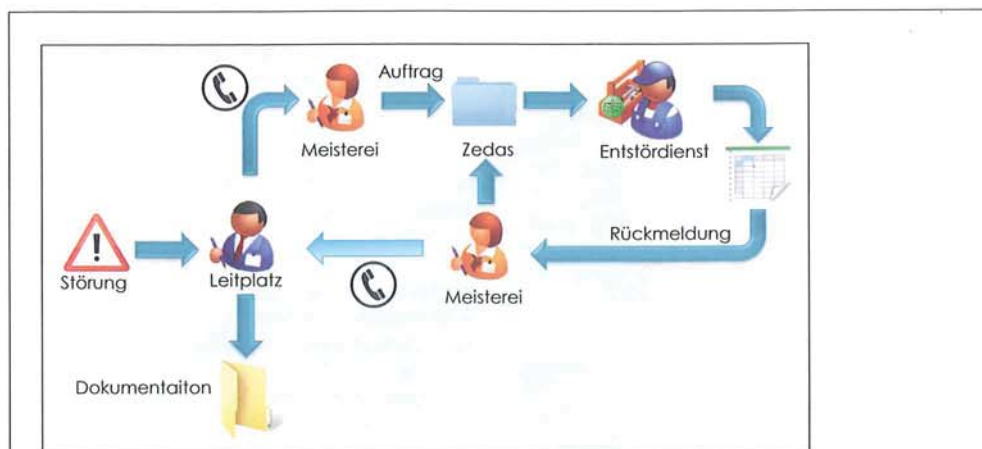 Auftrag
Meisterei
Zedas
Entstördienst
Rückmeldung
Störung
Leitplatz
Meisterei
Dokumentaiton